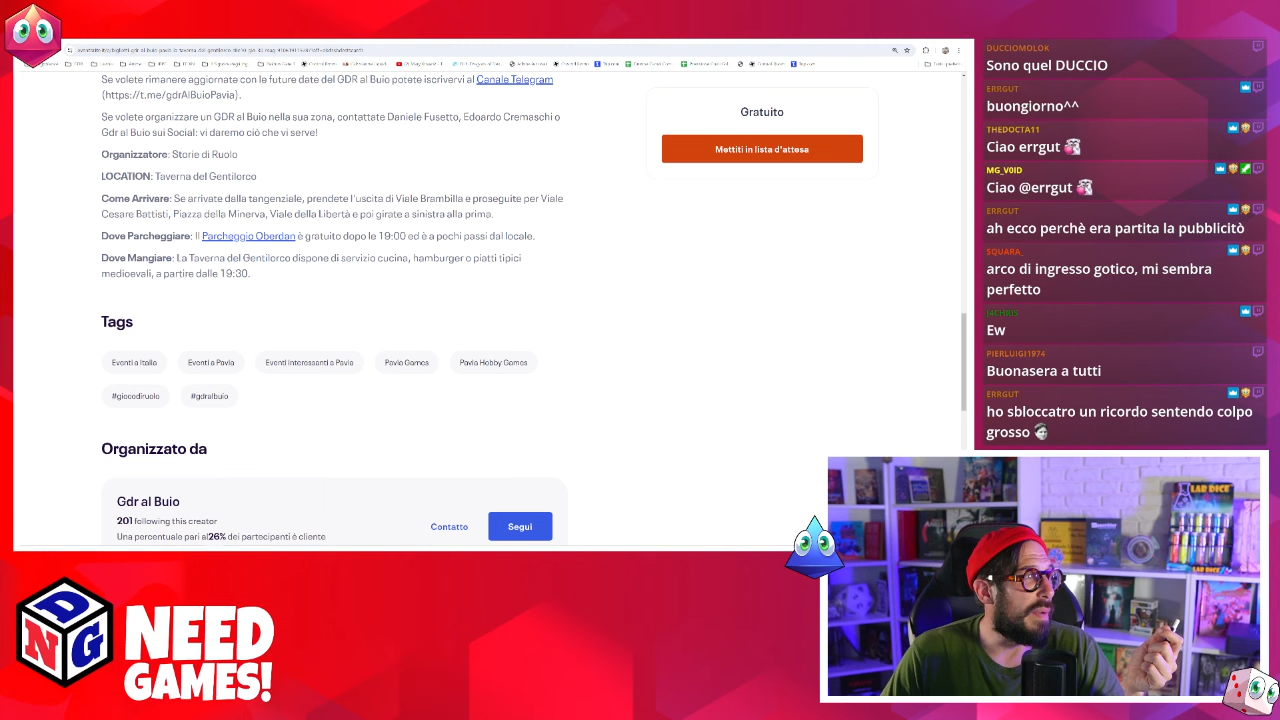 Se volete rimanere aggiornate con le future date del GDR al Buio potete iscrivervi al Canale Telegram
(https://t.me/gdrAlBuioPavia).
Se volete organizzare un GDR al Buio nella sua zona, contattate Daniele Fusetto, Edoardo Cremaschi o
Gdr al Buio sui Social: vi daremo ciò che vi serve!
Organizzatore: Storie di Ruolo
LOCATION: Taverna del Gentilorco
Come Arrivare: Se arrivate dalla tangenziale, prendete l'uscita di Viale Brambilla e proseguite per Viale
Cesare Battisti, Piazza della Minerva, Viale della Libertà e poi girate a sinistra alla prima.
Dove Parcheggiare: Il Parcheggio Oberdan è gratuito dopo le 19:00 ed è a pochi passi dal locale.
Dove Mangiare: La Taverna del Gentilorco dispone di servizio cucina, hamburger o piatti tipici
medioevali, a partire dalle 19:30.
Tags
Eventi a Italia Eventi a Pavia Eventi interessanti a Pavia Pavia Games Pavia Hobby Games
#giocodiruolo #gdralbuio
Organizzato da
Gdr al Buio
201 following this creator
Una percentuale pari al26% dei partecipanti è cliente
Contatto Segui
Gratuito
Mettiti in lista d'attesa
DUCCIOMOLOK
Sono quel DUCCIO
ERRGUT
buongiorno^^
THEDOCTA11
Ciao errgut
MG_V0ID
Ciao @errgut
ERRGUT
ah ecco perchè era partita la pubblicitò
SQUARA_
arco di ingresso gotico, mi sembra
perfetto
I4CHRIS
Ew
PIERLUIGI1974
Buonasera a tutti
ERRGUT
ho sbloccatro un ricordo sentendo colpo
grosso
LAB DICE
D
N G
NEED
GAMES!